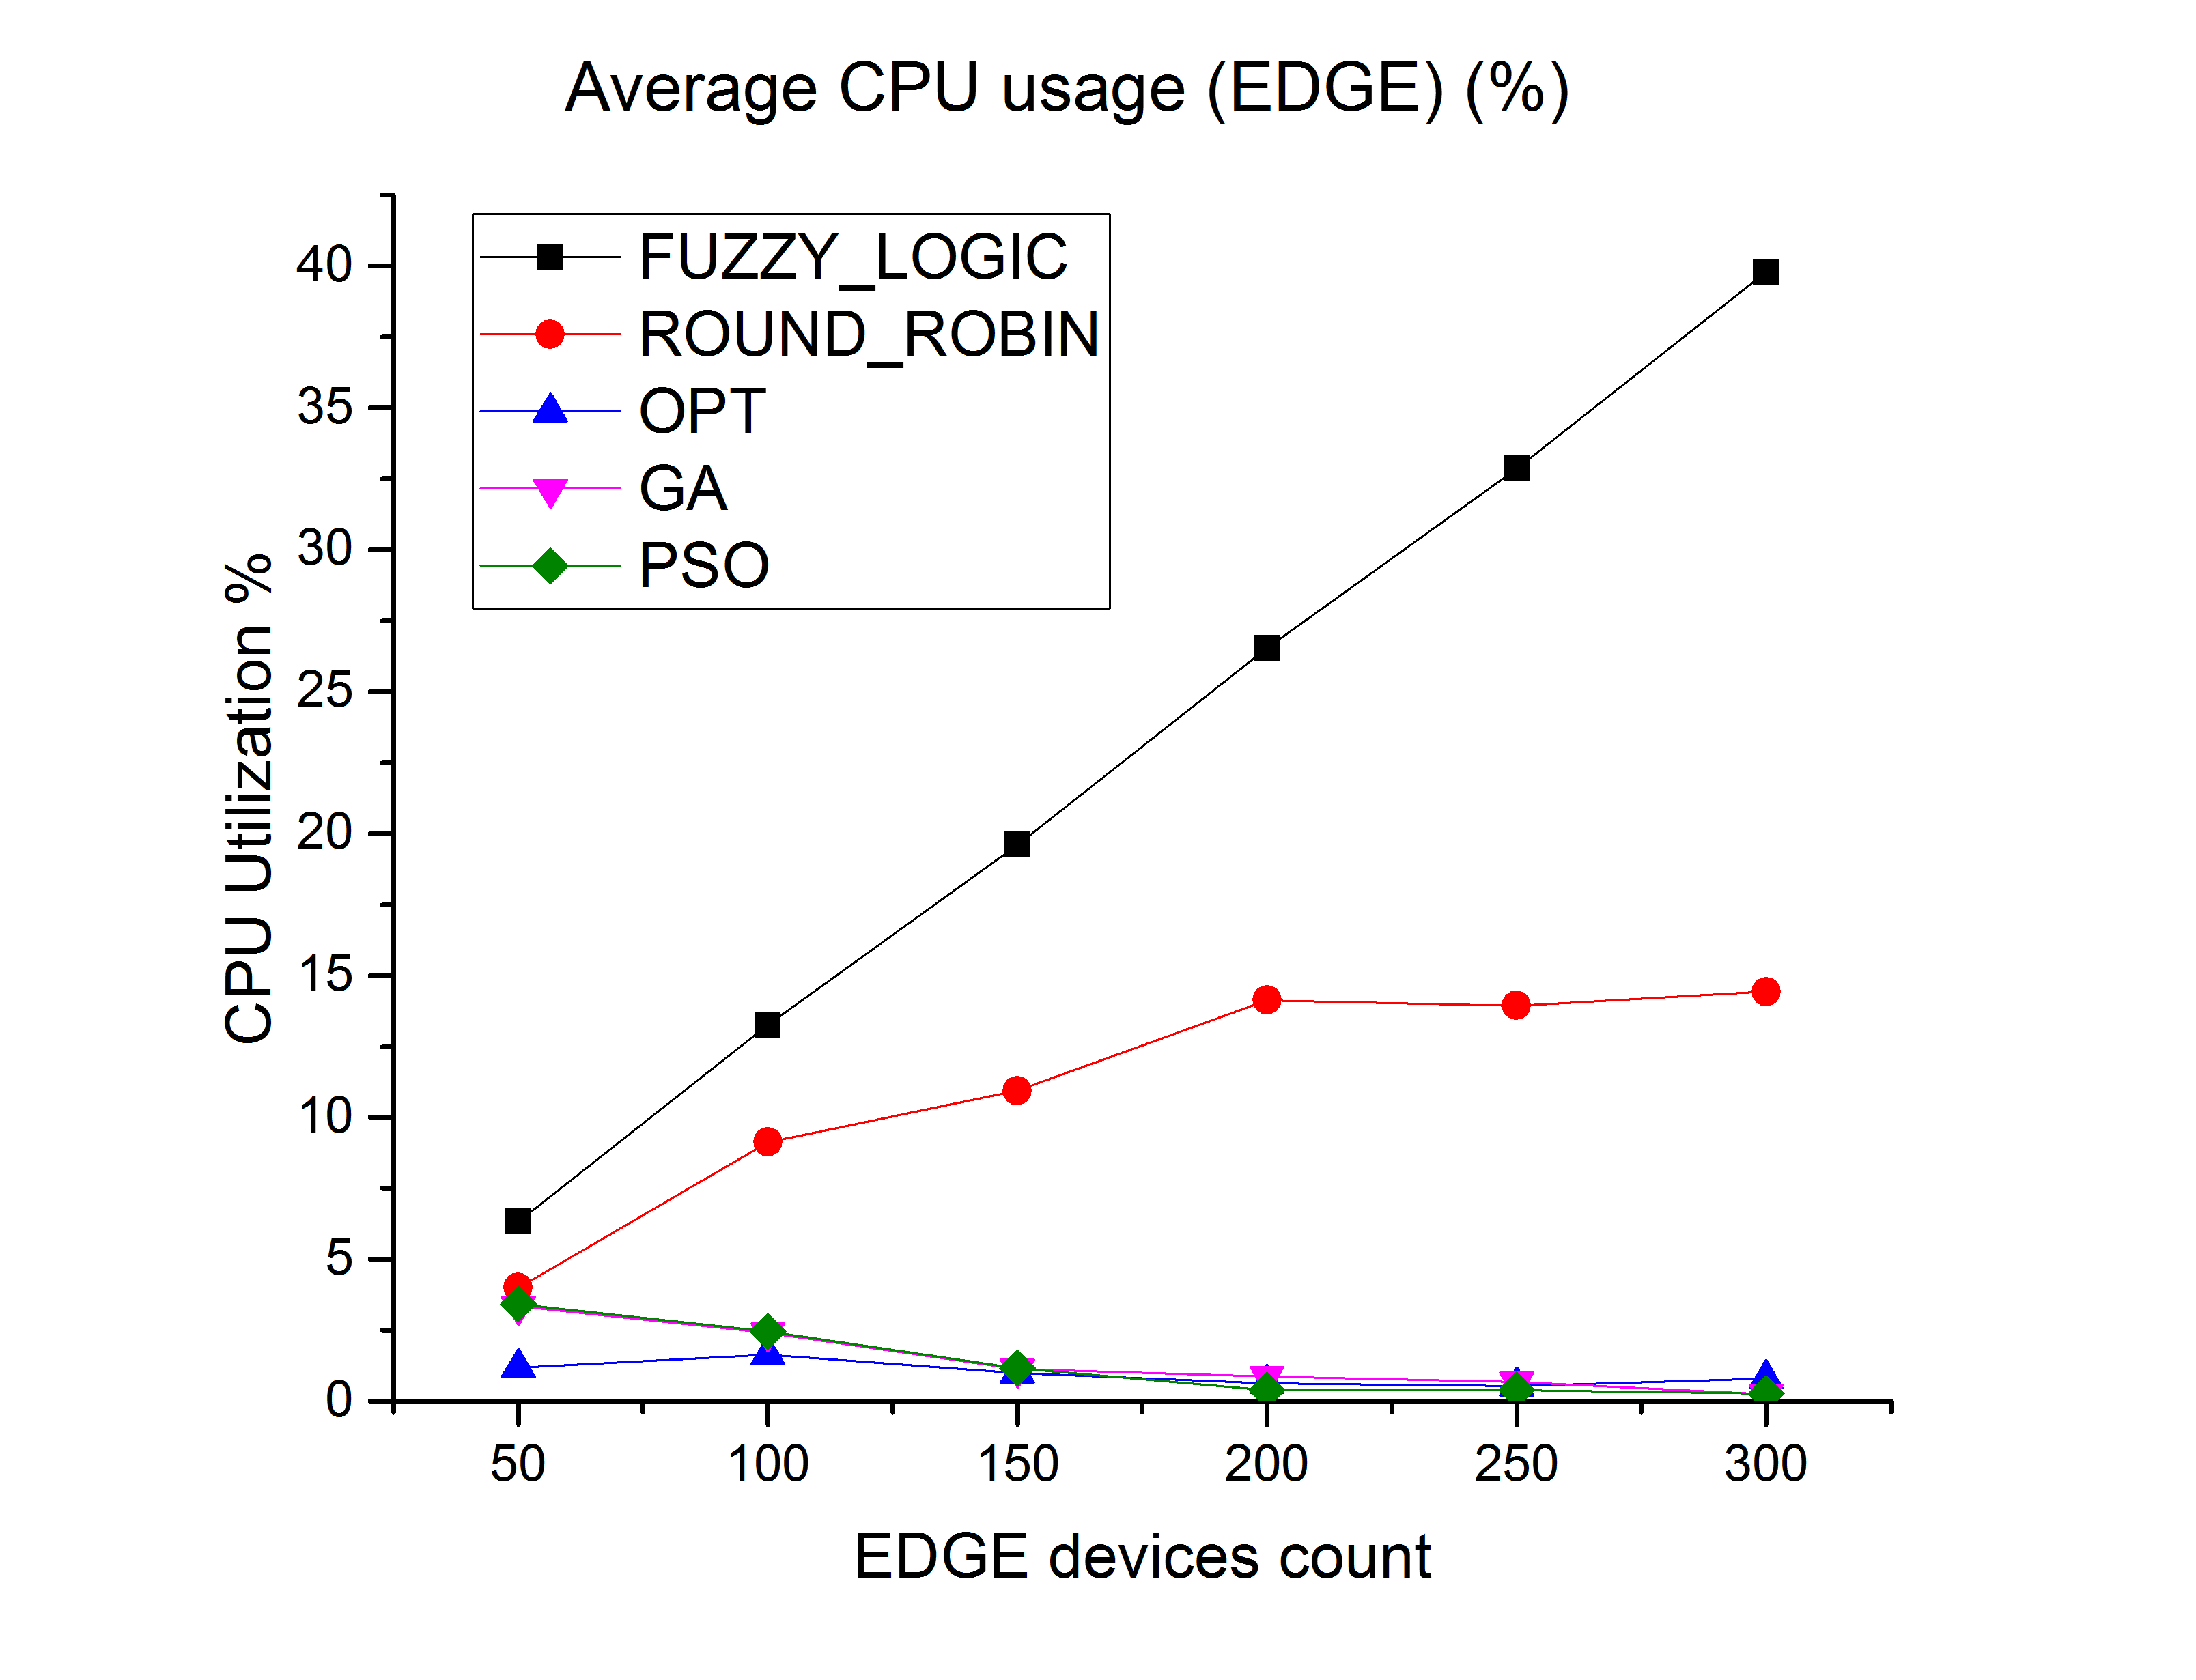 Average CPU usage (EDGE) (%)
FUZZY_LOGIC
ROUND_ROBIN
OPT
GA
PSO
CPU Utilization %
40
35
30
25
20
15
10
5
0
50 100 150 200 250 300
EDGE devices count